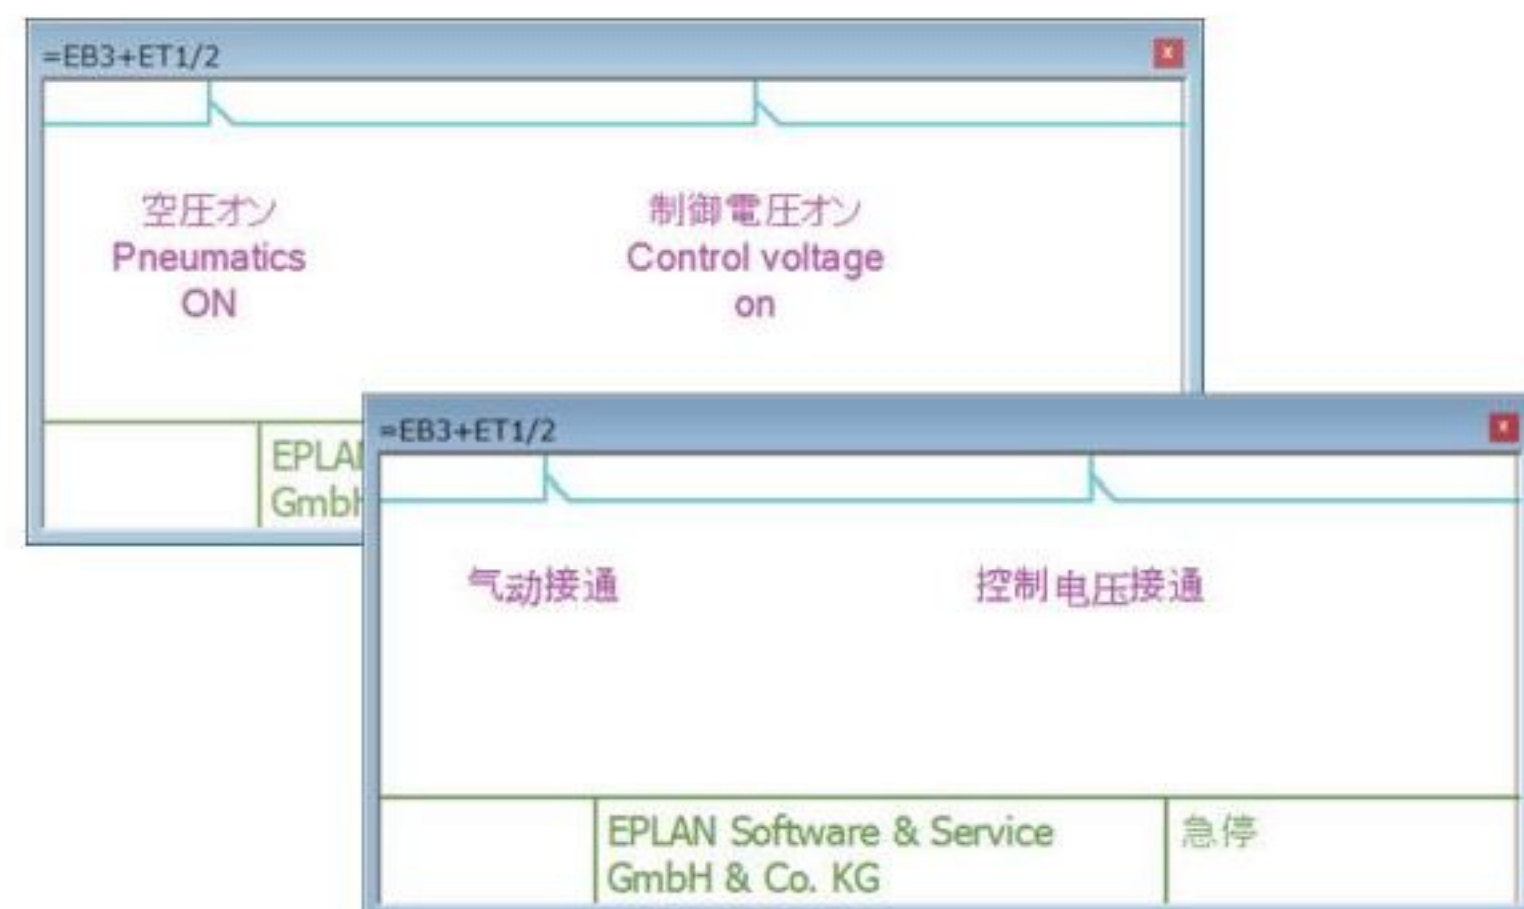 =EB3+ET1/2
空圧オン
Pneumatics
ON
制御電圧オン
Control voltage
on
EPLAN
GmbH
=EB3+ET1/2
气动接通
控制电压接通
EPLAN Software & Service
GmbH & Co. KG
急停